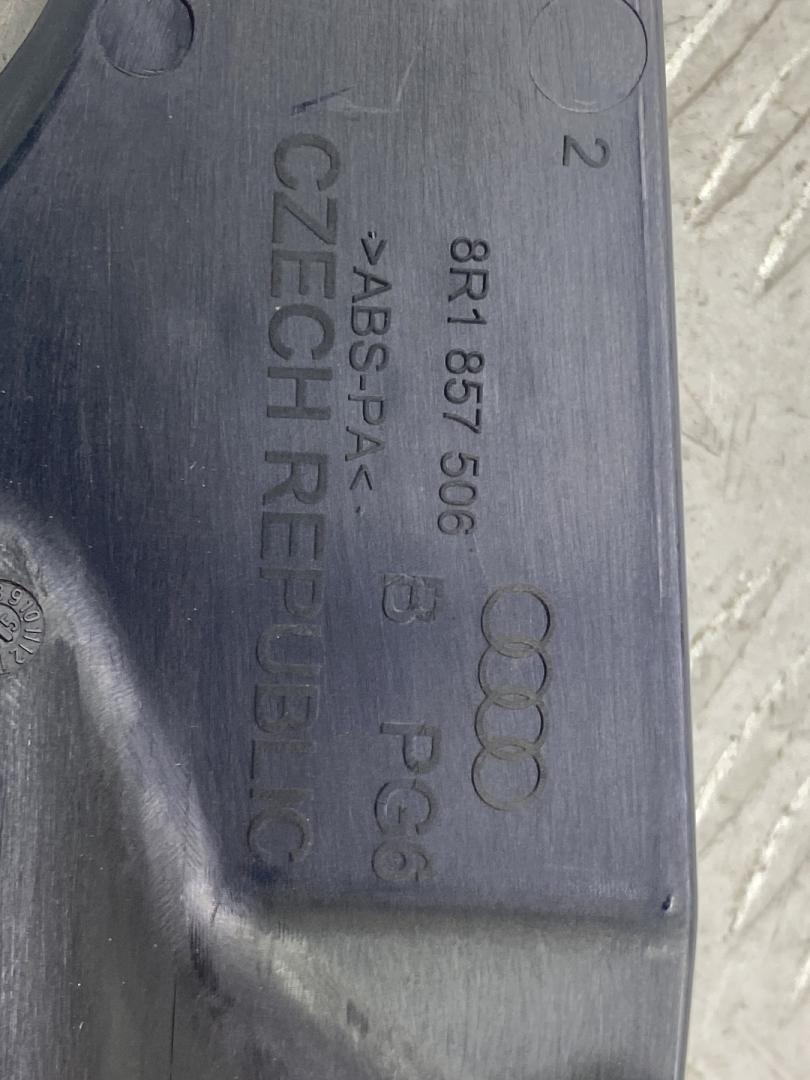 2
8R1 857 506
B PG6
>ABS-PA<
CZECH REPUBLIC